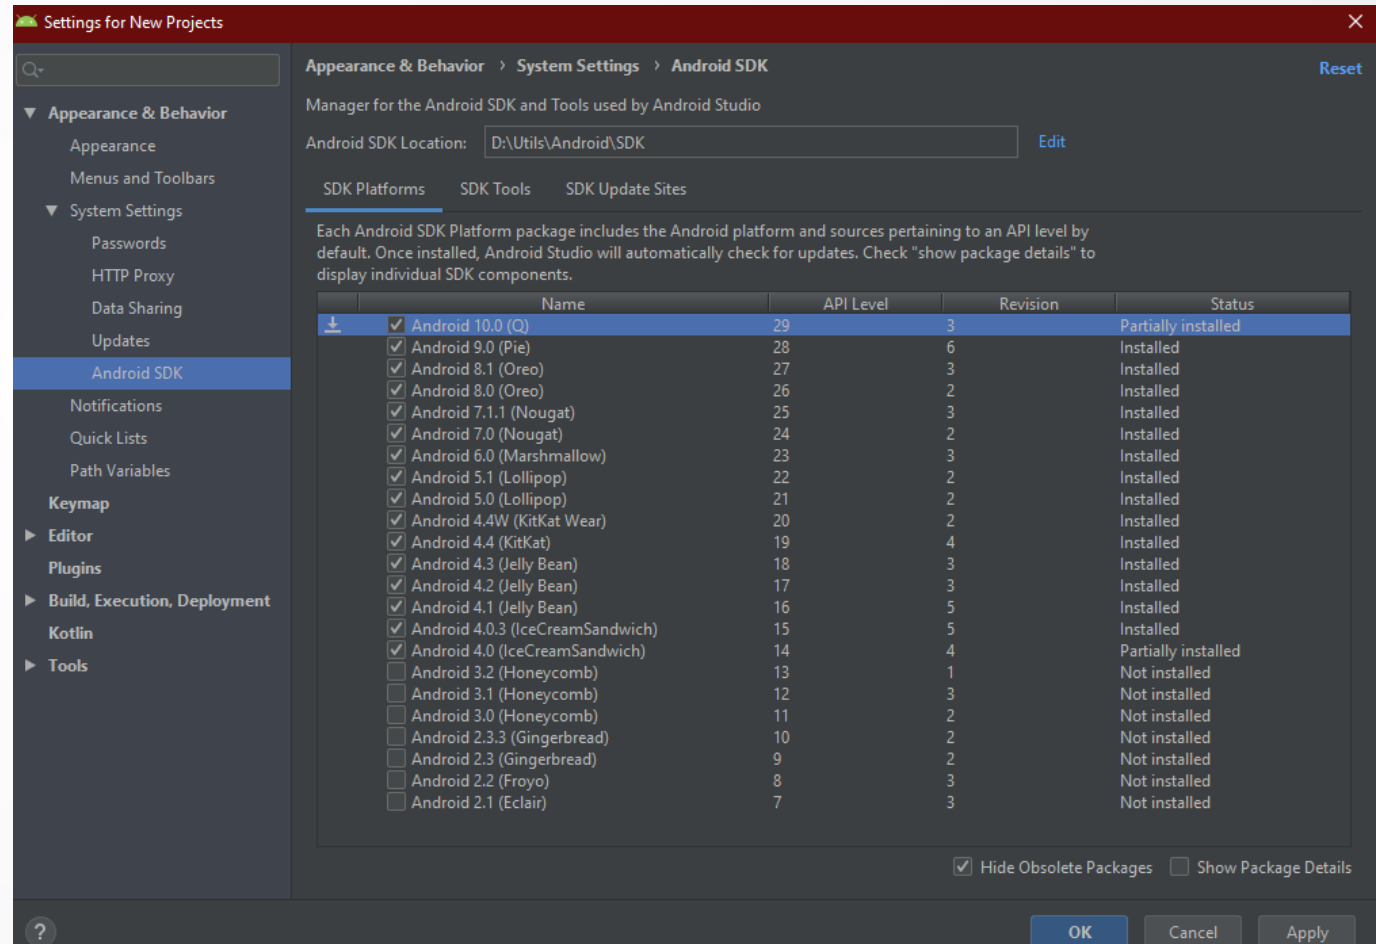 Settings for New Projects
Appearance & Behavior
Appearance
Menus and Toolbars
System Settings
Passwords
HTTP Proxy
Data Sharing
Updates
Android SDK
Notifications
Quick Lists
Path Variables
Keymap
Editor
Plugins
Build, Execution, Deployment
Kotlin
Tools
Appearance & Behavior › System Settings › Android SDK
Reset
Manager for the Android SDK and Tools used by Android Studio
Android SDK Location: D:\Utils\Android\SDK Edit
SDK Platforms SDK Tools SDK Update Sites
Each Android SDK Platform package includes the Android platform and sources pertaining to an API level by
default. Once installed, Android Studio will automatically check for updates. Check "show package details" to
display individual SDK components.
Name API Level Revision Status
Android 10.0 (Q) 29 3 Partially installed
Android 9.0 (Pie) 28 6 Installed
Android 8.1 (Oreo) 27 3 Installed
Android 8.0 (Oreo) 26 2 Installed
Android 7.1.1 (Nougat) 25 3 Installed
Android 7.0 (Nougat) 24 2 Installed
Android 6.0 (Marshmallow) 23 3 Installed
Android 5.1 (Lollipop) 22 2 Installed
Android 5.0 (Lollipop) 21 2 Installed
Android 4.4W (KitKat Wear) 20 2 Installed
Android 4.4 (KitKat) 19 4 Installed
Android 4.3 (Jelly Bean) 18 3 Installed
Android 4.2 (Jelly Bean) 17 3 Installed
Android 4.1 (Jelly Bean) 16 5 Installed
Android 4.0.3 (IceCreamSandwich) 15 5 Installed
Android 4.0 (IceCreamSandwich) 14 4 Partially installed
Android 3.2 (Honeycomb) 13 1 Not installed
Android 3.1 (Honeycomb) 12 3 Not installed
Android 3.0 (Honeycomb) 11 2 Not installed
Android 2.3.3 (Gingerbread) 10 2 Not installed
Android 2.3 (Gingerbread) 9 2 Not installed
Android 2.2 (Froyo) 8 3 Not installed
Android 2.1 (Eclair) 7 3 Not installed
Hide Obsolete Packages Show Package Details
? OK Cancel Apply